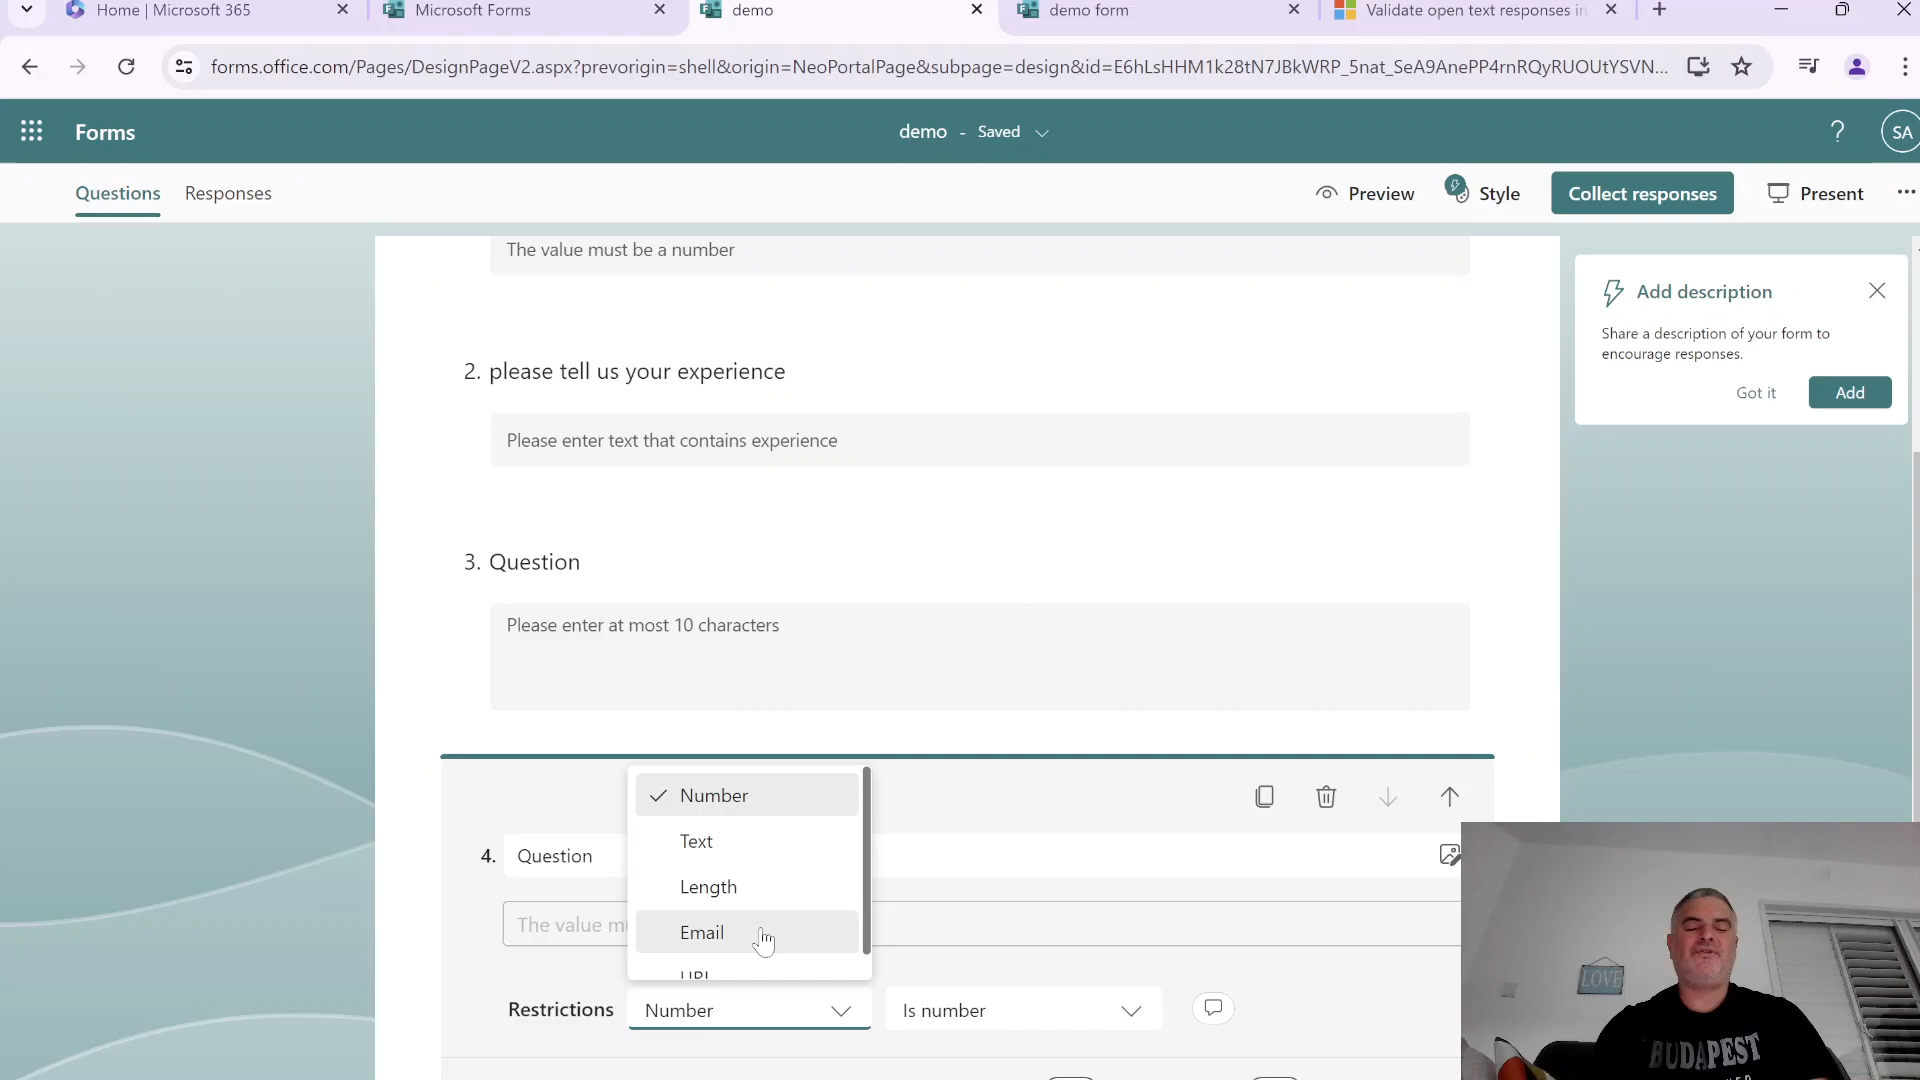 Home | Microsoft 365
Microsoft Forms
demo
demo form
Validate open text responses in
forms.office.com/Pages/DesignPageV2.aspx?prevorigin=shell&origin=NeoPortalPage&subpage=design&id=E6hLsHHM1k28tN7JBkWRP_5nat_SeA9AnePP4rnRQyRUOUtYSVN...
Forms
demo - Saved
?
SA
Questions
Responses
Preview
Style
Collect responses
Present
The value must be a number
Add description
Share a description of your form to
encourage responses.
Got it
Add
2. please tell us your experience
Please enter text that contains experience
3. Question
Please enter at most 10 characters
Number
Text
Length
Email
URL
4. Question
The value m
Restrictions
Number
Is number
LOVE
BUDAPEST